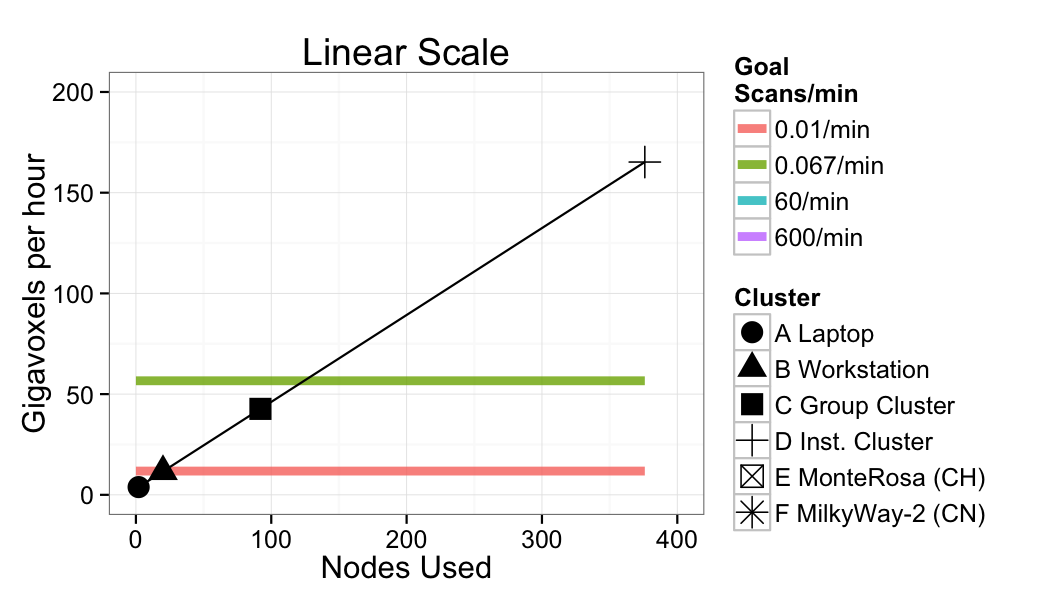 Linear Scale
Gigavoxels per hour
200
150
100
50
0
0 100 200 300 400
Nodes Used
Goal
Scans/min
0.01/min
0.067/min
60/min
600/min
Cluster
A Laptop
B Workstation
C Group Cluster
D Inst. Cluster
E MonteRosa (CH)
F MilkyWay-2 (CN)